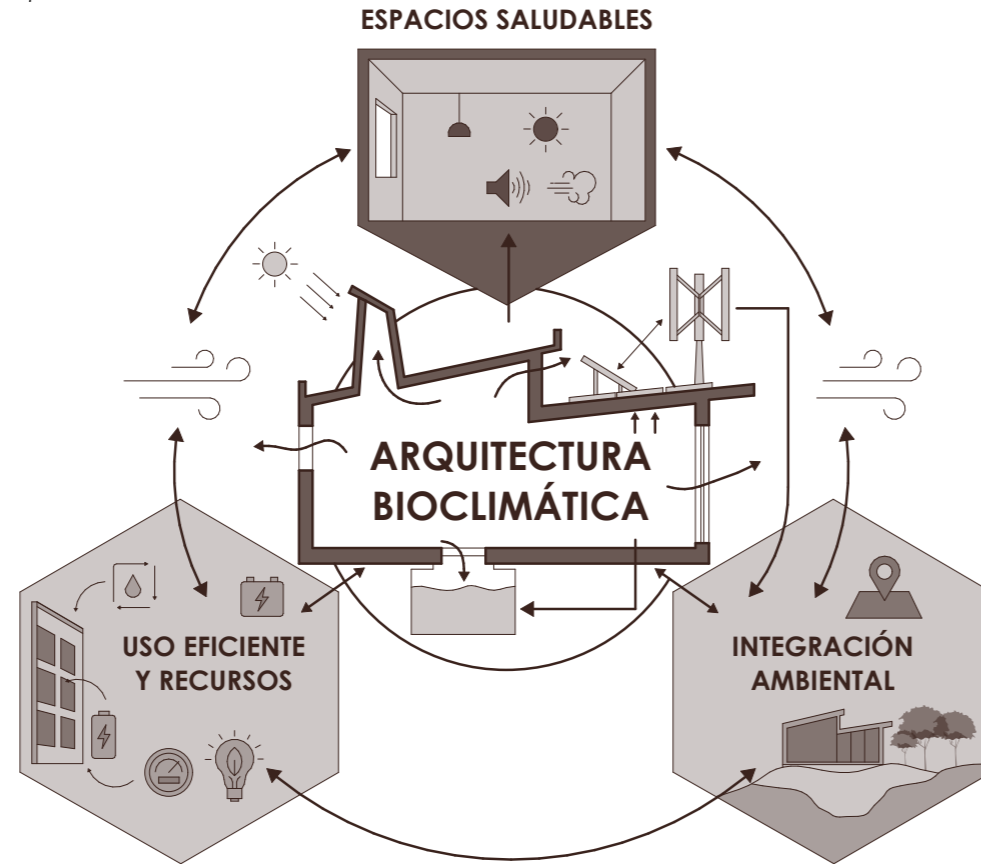 ESPACIOS SALUDABLES
ARQUITECTURA
BIOCLIMÁTICA
USO EFICIENTE
Y RECURSOS
INTEGRACIÓN
AMBIENTAL